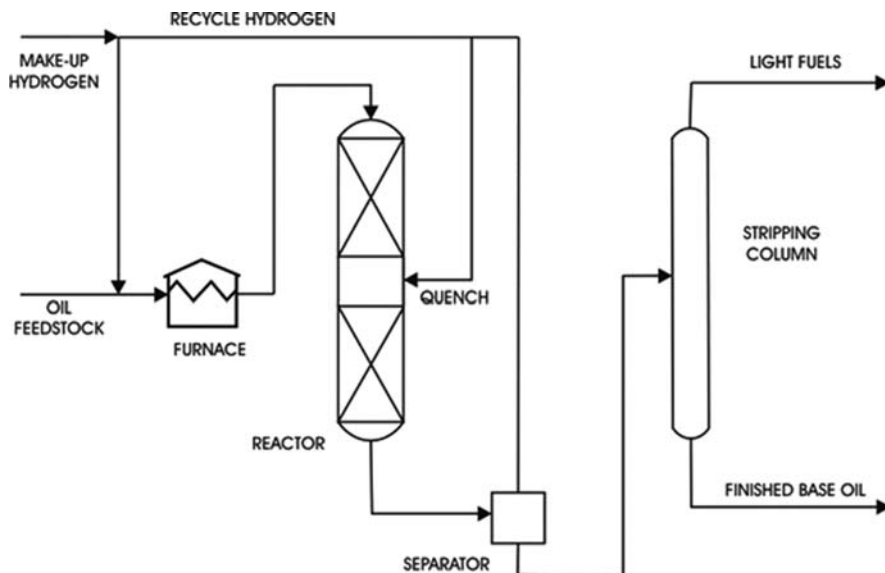 RECYCLE HYDROGEN
MAKE-UP
HYDROGEN
LIGHT FUELS
STRIPPING
COLUMN
QUENCH
OIL
FEEDSTOCK
FURNACE
REACTOR
FINISHED BASE OIL
SEPARATOR